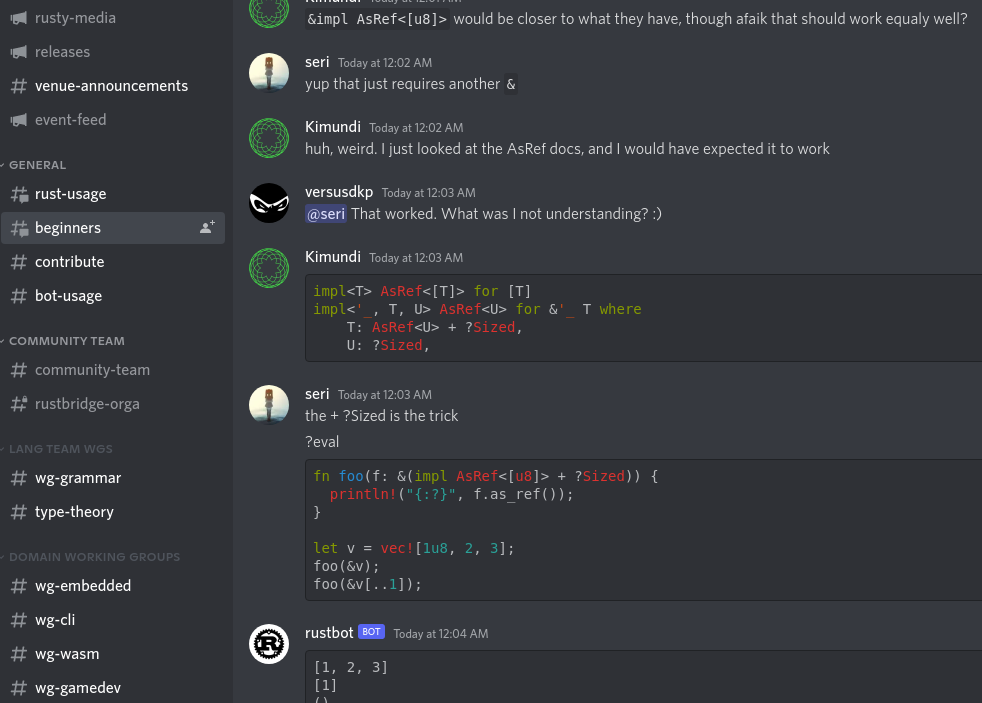 rusty-media
releases
venue-announcements
event-feed
GENERAL
rust-usage
beginners
contribute
bot-usage
COMMUNITY TEAM
community-team
rustbridge-orga
LANG TEAM WGS
wg-grammar
type-theory
DOMAIN WORKING GROUPS
wg-embedded
wg-cli
wg-wasm
wg-gamedev
Kimundi Today at 12:01 AM
&impl AsRef<[u8]> would be closer to what they have, though afaik that should work equaly well?
seri Today at 12:02 AM
yup that just requires another &
Kimundi Today at 12:02 AM
huh, weird. I just looked at the AsRef docs, and I would have expected it to work
versusdkp Today at 12:03 AM
@seri That worked. What was I not understanding? :)
Kimundi Today at 12:03 AM
impl<T> AsRef<[T]> for [T]
impl<'_, T, U> AsRef<U> for &'_ T where
    T: AsRef<U> + ?Sized,
    U: ?Sized,
seri Today at 12:03 AM
the + ?Sized is the trick
?eval
fn foo(f: &(impl AsRef<[u8]> + ?Sized)) {
  println!("{:?}", f.as_ref());
}
let v = vec![1u8, 2, 3];
foo(&v);
foo(&v[..1]);
rustbot BOT Today at 12:04 AM
[1, 2, 3]
[1]
()